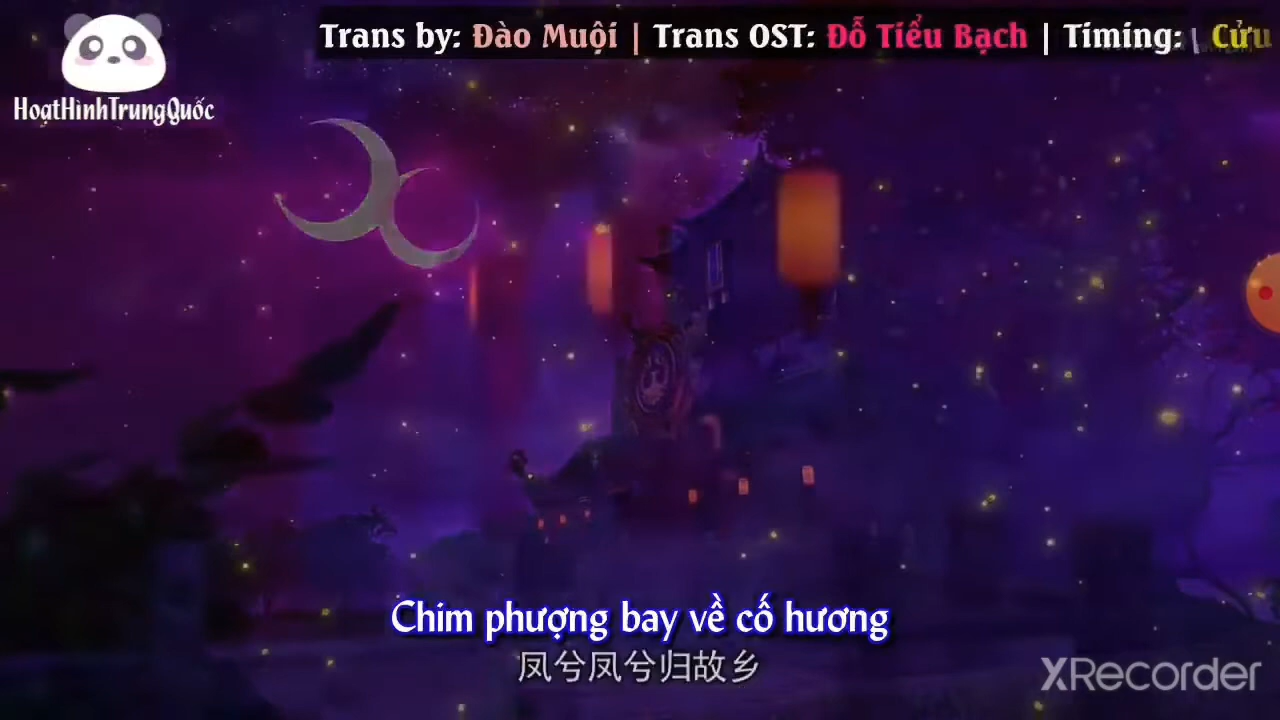 Trans by: Đào Muội | Trans OST: Đỗ Tiểu Bạch | Timing: Cửu
HoạtHìnhTrungQuốc
Chim phượng bay về cố hương
凤兮凤兮归故乡
XRecorder